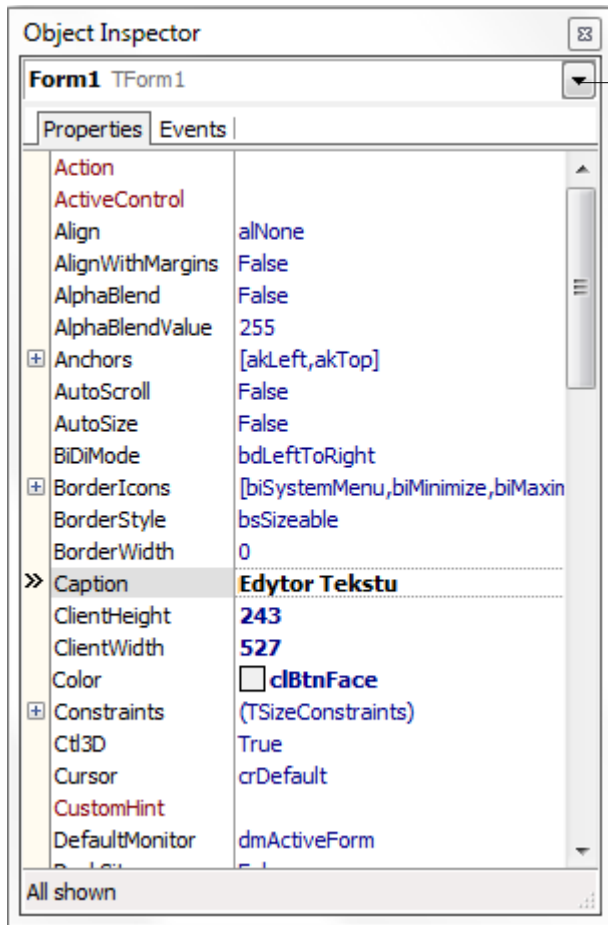 Object Inspector
Form1 TForm1
Properties Events
Action
ActiveControl
Align alNone
AlignWithMargins False
AlphaBlend False
AlphaBlendValue 255
Anchors [akLeft,akTop]
AutoScroll False
AutoSize False
BiDiMode bdLeftToRight
BorderIcons [biSystemMenu,biMinimize,biMaxim
BorderStyle bsSizeable
BorderWidth 0
Caption Edytor Tekstu
ClientHeight 243
ClientWidth 527
Color clBtnFace
Constraints (TSizeConstraints)
Ctl3D True
Cursor crDefault
CustomHint
DefaultMonitor dmActiveForm
All shown